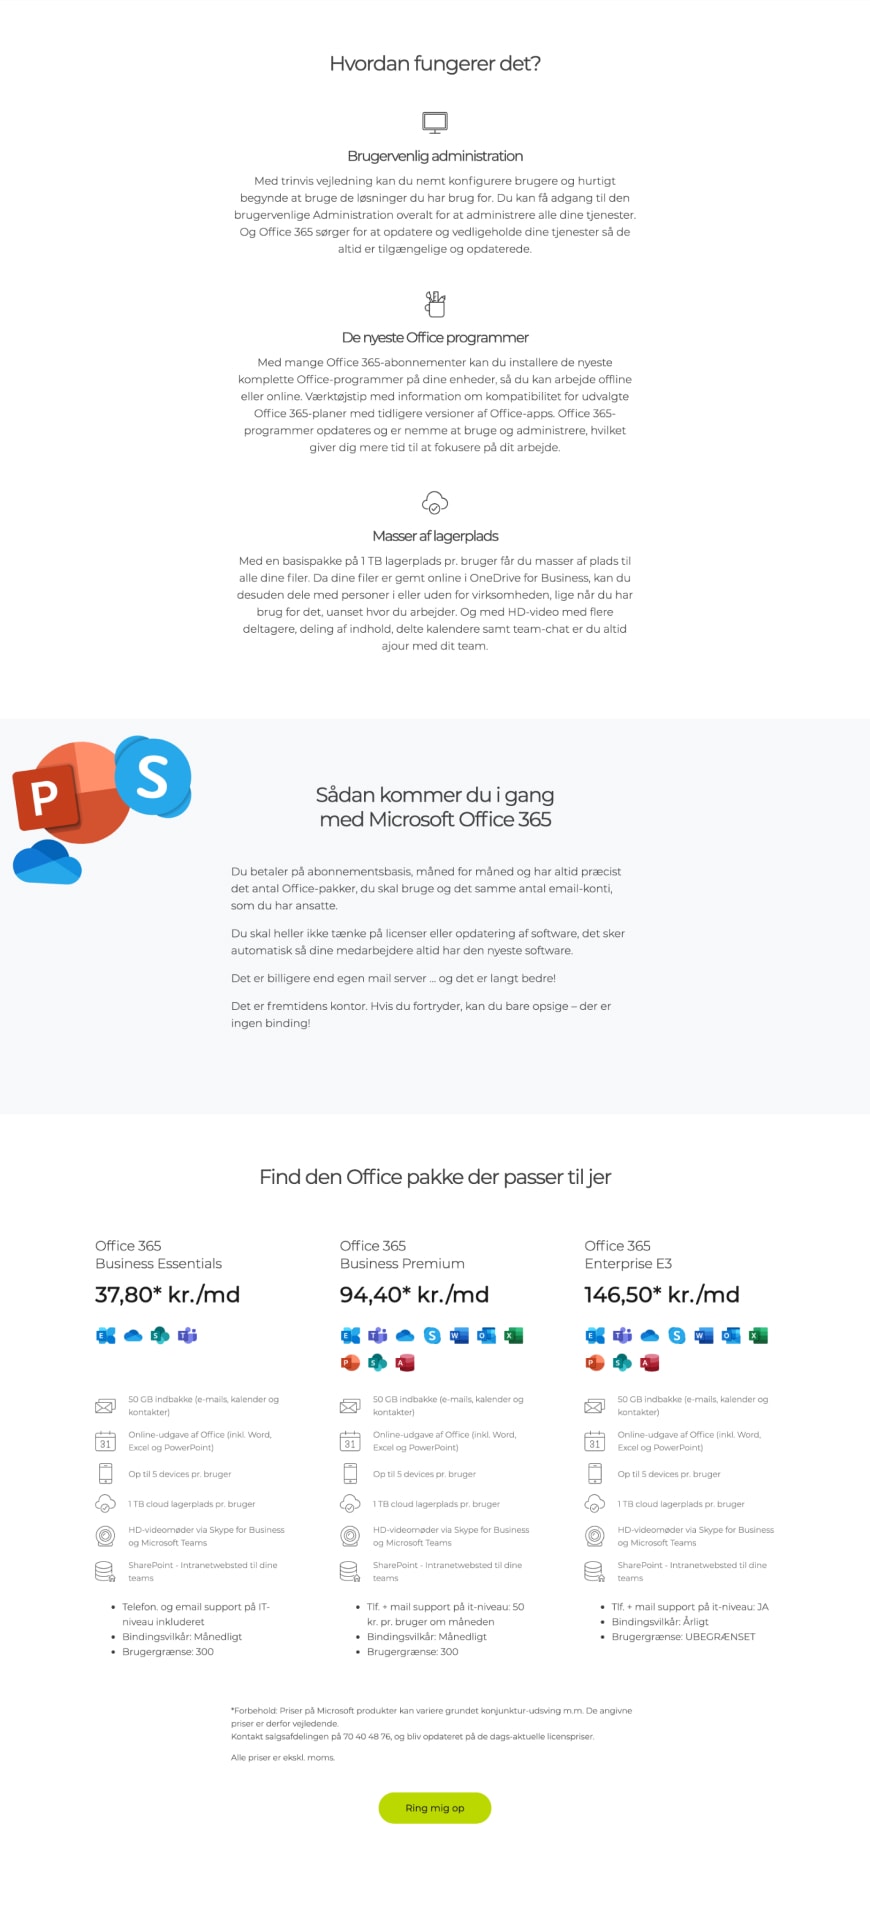 Hvordan fungerer det?
Brugervenlig administration
Med trinvis vejledning kan du nemt konfigurere brugere og hurtigt
begynde at bruge de løsninger du har brug for. Du kan få adgang til den
brugervenlige Administration overalt for at administrere alle dine tjenester.
Og Office 365 sørger for at opdatere og vedligeholde dine tjenester så de
altid er tilgængelige og opdaterede.
De nyeste Office programmer
Med mange Office 365-abonnementer kan du installere de nyeste
komplette Office-programmer på dine enheder, så du kan arbejde offline
eller online. Værktøjstip med information om kompatibilitet for udvalgte
Office 365-planer med tidligere versioner af Office-apps. Office 365-
programmer opdateres og er nemme at bruge og administrere, hvilket
giver dig mere tid til at fokusere på dit arbejde.
Masser af lagerplads
Med en basispakke på 1 TB lagerplads pr. bruger får du masser af plads til
alle dine filer. Da dine filer er gemt online i OneDrive for Business, kan du
desuden dele med personer i eller uden for virksomheden, lige når du har
brug for det, uanset hvor du arbejder. Og med HD-video med flere
deltagere, deling af indhold, delte kalendere samt team-chat er du altid
ajour med dit team.
P
S
Sådan kommer du i gang
med Microsoft Office 365
Du betaler på abonnementsbasis, måned for måned og har altid præcist
det antal Office-pakker, du skal bruge og det samme antal email-konti,
som du har ansatte.
Du skal heller ikke tænke på licenser eller opdatering af software, det sker
automatisk så dine medarbejdere altid har den nyeste software.
Det er billigere end egen mail server ... og det er langt bedre!
Det er fremtidens kontor. Hvis du fortryder, kan du bare opsige – der er
ingen binding!
Find den Office pakke der passer til jer
Office 365
Business Essentials
37,80* kr./md
E S T
50 GB indbakke (e-mails, kalender og
kontakter)
31
Online-udgave af Office (inkl. Word,
Excel og PowerPoint)
Op til 5 devices pr. bruger
1 TB cloud lagerplads pr. bruger
HD-videomøder via Skype for Business
og Microsoft Teams
SharePoint - Intranetwebsted til dine
teams
Telefon. og email support på IT-
niveau inkluderet
Bindingsvilkår: Månedligt
Brugergrænse: 300
Office 365
Business Premium
94,40* kr./md
E T S W O X
P S A
50 GB indbakke (e-mails, kalender og
kontakter)
31
Online-udgave af Office (inkl. Word,
Excel og PowerPoint)
Op til 5 devices pr. bruger
1 TB cloud lagerplads pr. bruger
HD-videomøder via Skype for Business
og Microsoft Teams
SharePoint - Intranetwebsted til dine
teams
Tlf. + mail support på it-niveau: 50
kr. pr. bruger om måneden
Bindingsvilkår: Månedligt
Brugergrænse: 300
Office 365
Enterprise E3
146,50* kr./md
E T S W O X
P S A
50 GB indbakke (e-mails, kalender og
kontakter)
31
Online-udgave af Office (inkl. Word,
Excel og PowerPoint)
Op til 5 devices pr. bruger
1 TB cloud lagerplads pr. bruger
HD-videomøder via Skype for Business
og Microsoft Teams
SharePoint - Intranetwebsted til dine
teams
Tlf. + mail support på it-niveau: JA
Bindingsvilkår: Årligt
Brugergrænse: UBEGRÆNSET
*Forbehold: Priser på Microsoft produkter kan variere grundet konjunktur-udsving m.m. De angivne
priser er derfor vejledende.
Kontakt salgsafdelingen på 70 40 48 76, og bliv opdateret på de dags-aktuelle licenspriser.
Alle priser er ekskl. moms.
Ring mig op